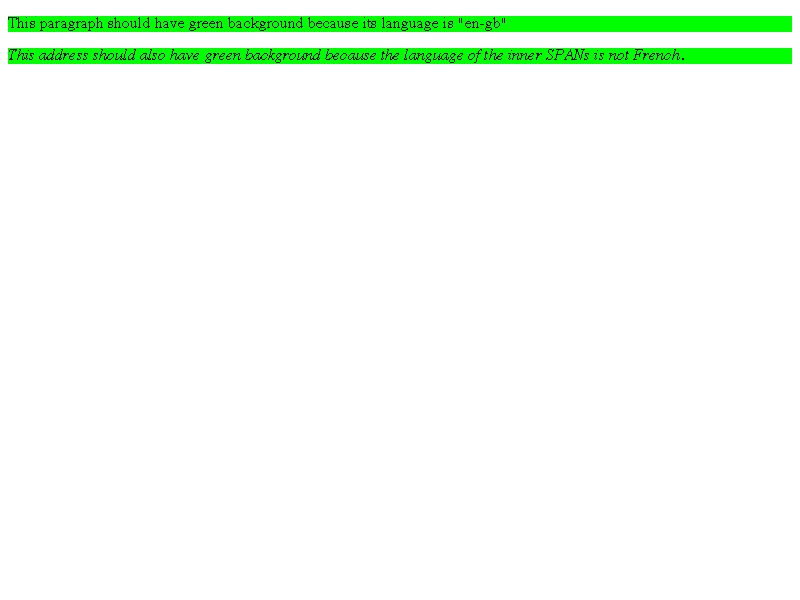 This paragraph should have green background because its language is "en-gb"
This address should also have green background because the language of the inner SPANs is not French.